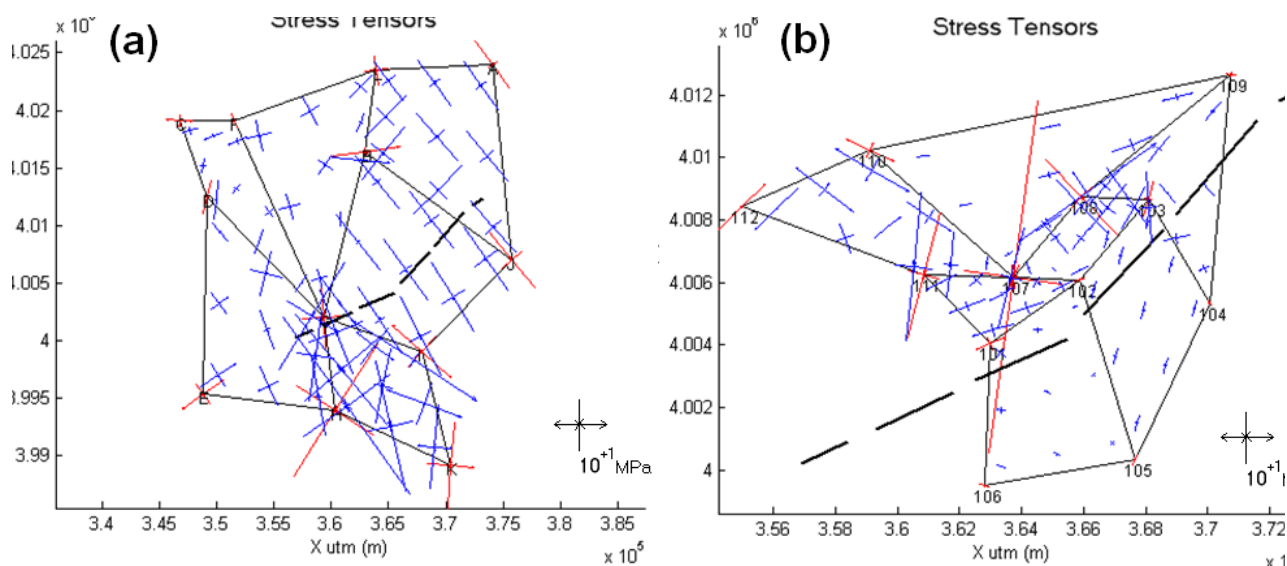 Stress Tensors
(a)
4.025
4.02
4.015
4.01
4.005
4
3.995
3.99
3.4 3.45 3.5 3.55 3.6 3.65 3.7 3.75 3.8 3.85
X utm (m)
x 10⁵
10⁺¹MPa
D
E
J
K
Stress Tensors
(b)
x 10⁶
4.012
4.01
4.008
4.006
4.004
4.002
4
3.56 3.58 3.6 3.62 3.64 3.66 3.68 3.7 3.72
X utm (m)
109
110
112
108
103
111
107
102
104
105
106